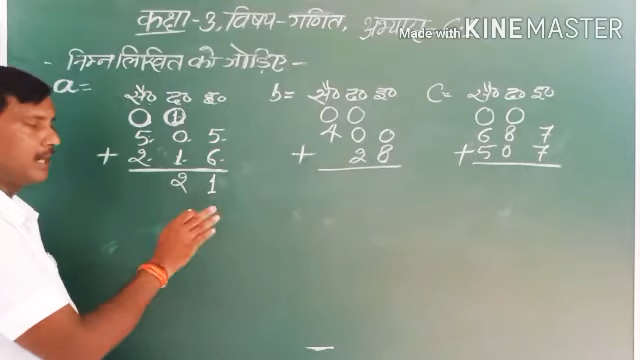 Made with KINEMASTER
कक्षा-3, विषय-गणित, अभ्यास-
निम्नलिखित को जोड़िए -
a= सै० द० इ० b= सै० द० इ० C= सै० द० इ०
0 1 0 0 0 0
5 0 5 4 0 0 6 8 7
+ 2 1 6 + 2 8 + 5 0 7
2 1